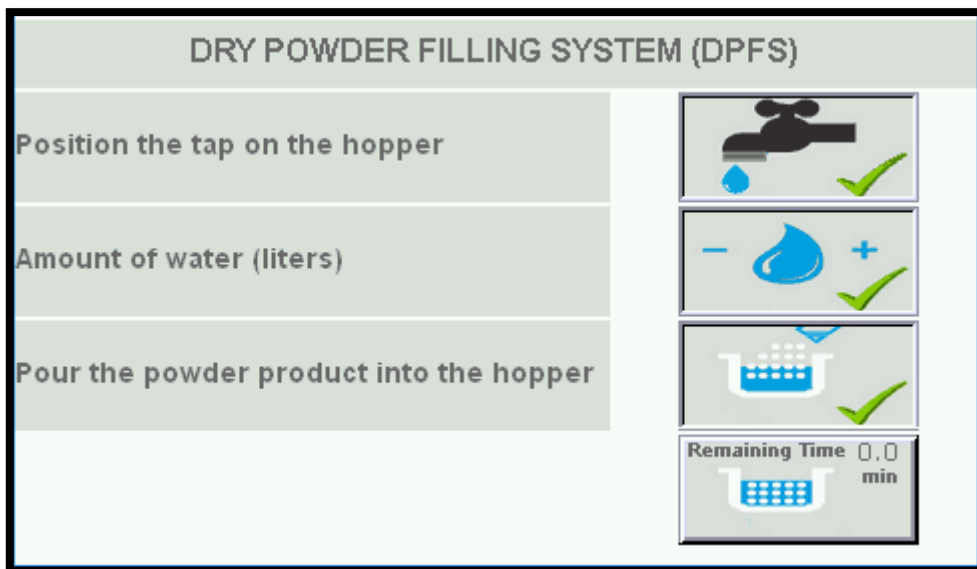 DRY POWDER FILLING SYSTEM (DPFS)
Position the tap on the hopper
Amount of water (liters)
- +
Pour the powder product into the hopper
Remaining Time 0.0
min